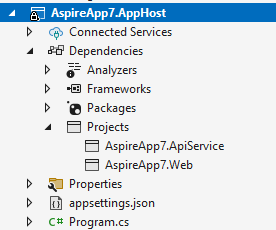 AspireApp7.AppHost
Connected Services
Dependencies
Analyzers
Frameworks
Packages
Projects
AspireApp7.ApiService
AspireApp7.Web
Properties
appsettings.json
C# Program.cs